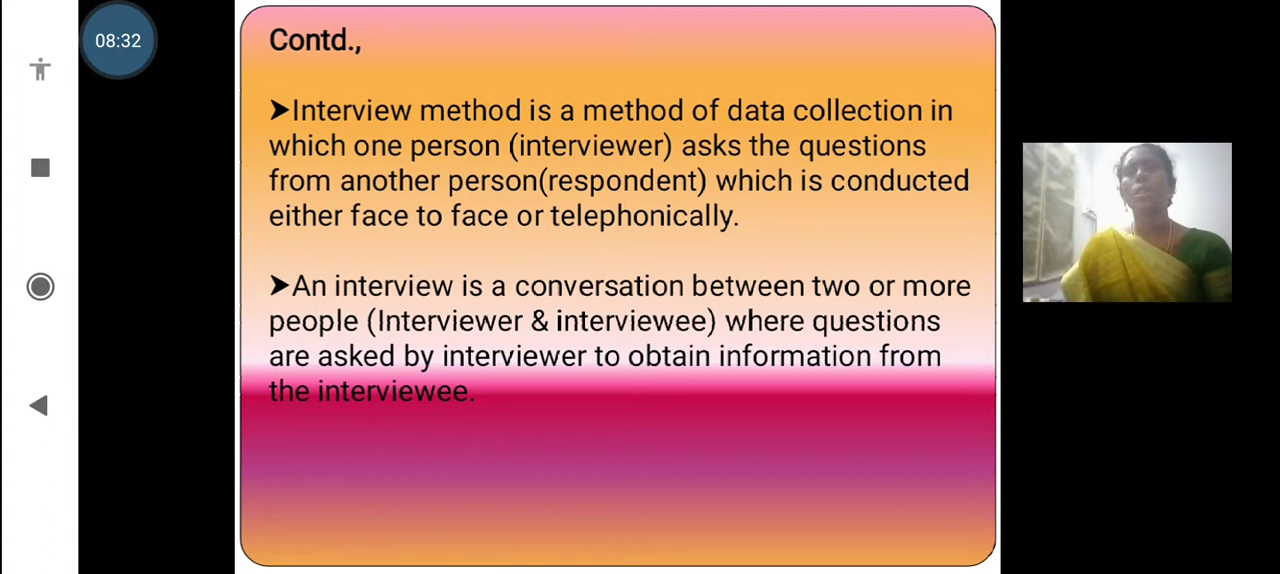 08:32
Contd.,
➤Interview method is a method of data collection in
which one person (interviewer) asks the questions
from another person(respondent) which is conducted
either face to face or telephonically.
➤An interview is a conversation between two or more
people (Interviewer & interviewee) where questions
are asked by interviewer to obtain information from
the interviewee.